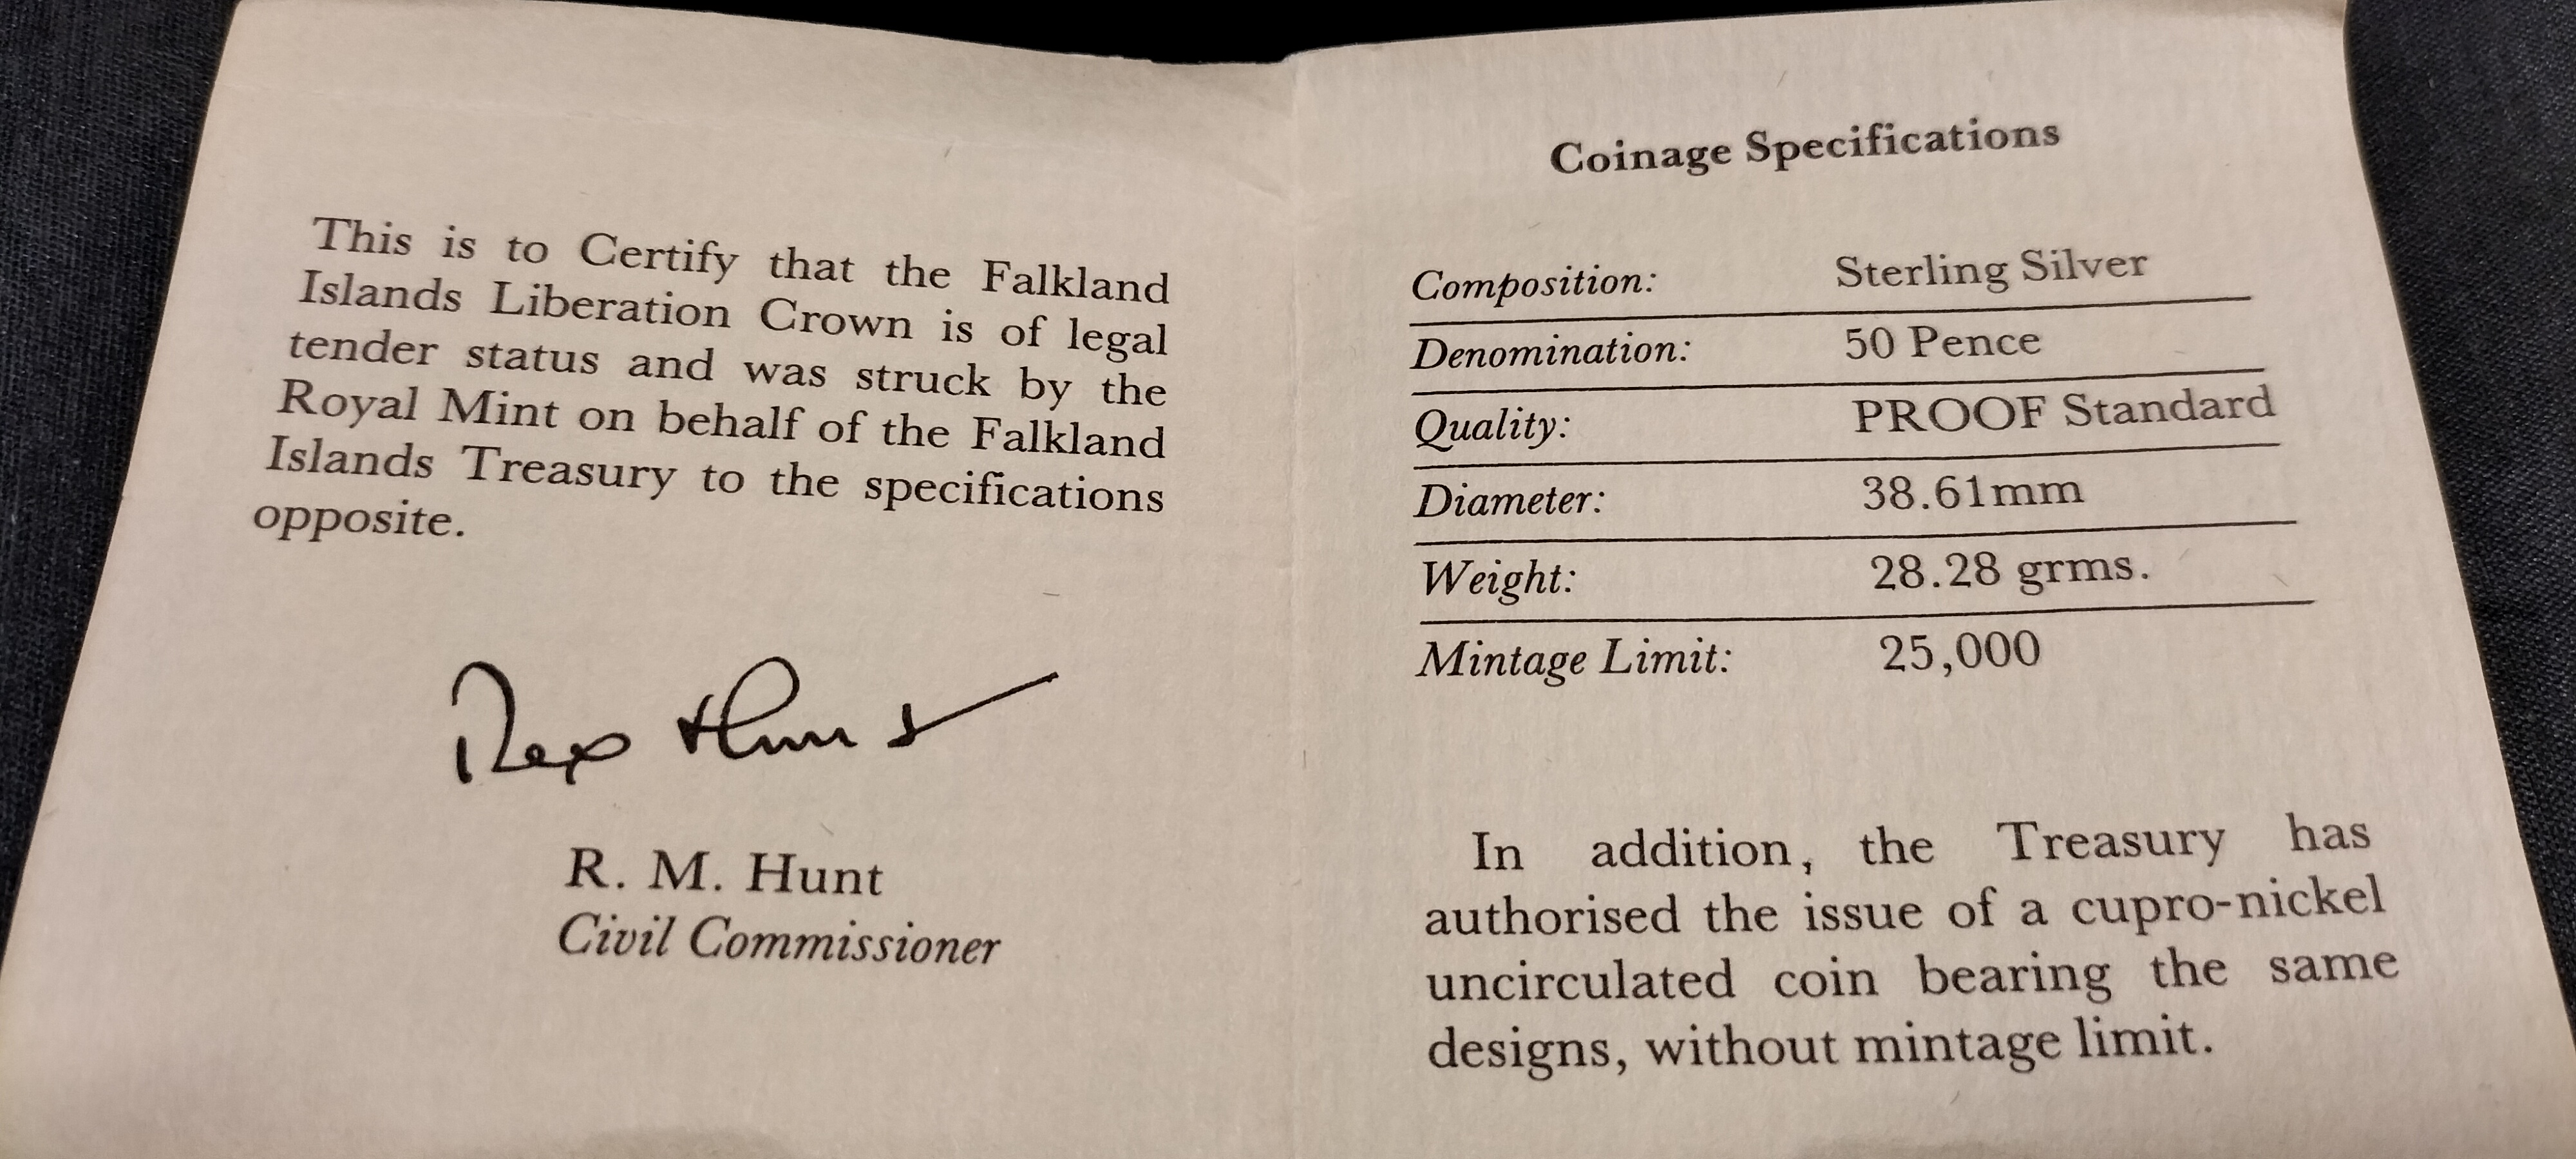 This is to Certify that the Falkland
Islands Liberation Crown is of legal
tender status and was struck by the
Royal Mint on behalf of the Falkland
Islands Treasury to the specifications
opposite.
Rex Hunt
R. M. Hunt
Civil Commissioner
Coinage Specifications
Composition: Sterling Silver
Denomination: 50 Pence
Quality: PROOF Standard
Diameter: 38.61mm
Weight: 28.28 grms.
Mintage Limit: 25,000
In addition, the Treasury has
authorised the issue of a cupro-nickel
uncirculated coin bearing the same
designs, without mintage limit.